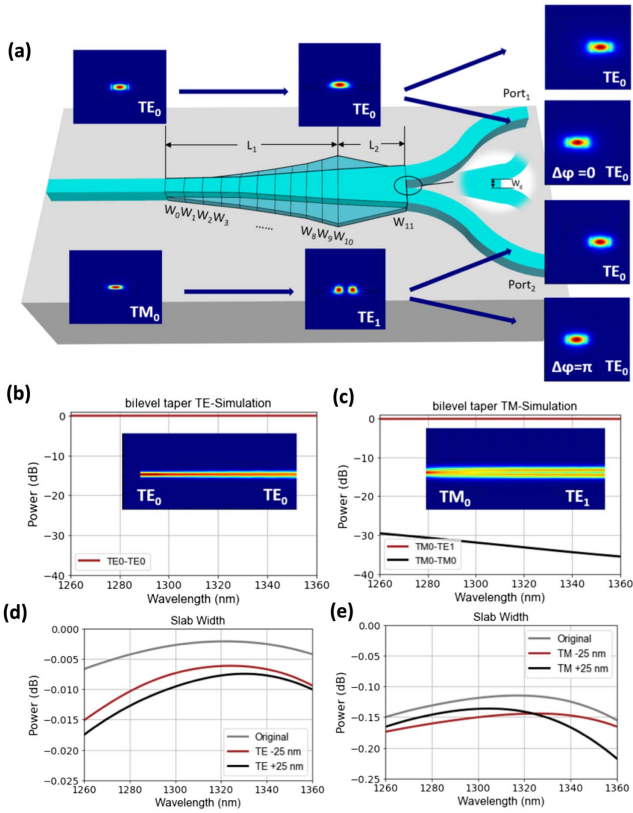 (a)
TE0
TE0
TE0
Port1
L1
L2
Δφ =0 TE0
Wg
W0 W1 W2 W3
......
W8 W9 W10
W11
TE0
Port2
TM0
TE1
Δφ=π TE0
(b)
bilevel taper TE-Simulation
Power (dB)
0
−10
−20
−30
−40
TE0
TE0
TE0-TE0
1260 1280 1300 1320 1340 1360
Wavelength (nm)
(c)
bilevel taper TM-Simulation
Power (dB)
0
−10
−20
−30
−40
TM0
TE1
TM0-TE1
TM0-TM0
1260 1280 1300 1320 1340 1360
Wavelength (nm)
(d)
Slab Width
Power (dB)
0.000
−0.005
−0.010
−0.015
−0.020
−0.025
Original
TE -25 nm
TE +25 nm
1260 1280 1300 1320 1340 1360
Wavelength (nm)
(e)
Slab Width
Power (dB)
0.00
−0.05
−0.10
−0.15
−0.20
−0.25
Original
TM -25 nm
TM +25 nm
1260 1280 1300 1320 1340 1360
Wavelength (nm)